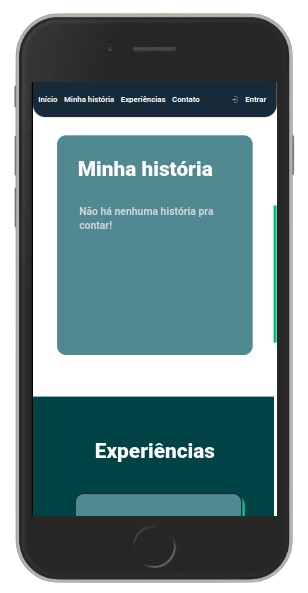 Início Minha história Experiências Contato Entrar
Minha história
Não há nenhuma história pra
contar!
Experiências